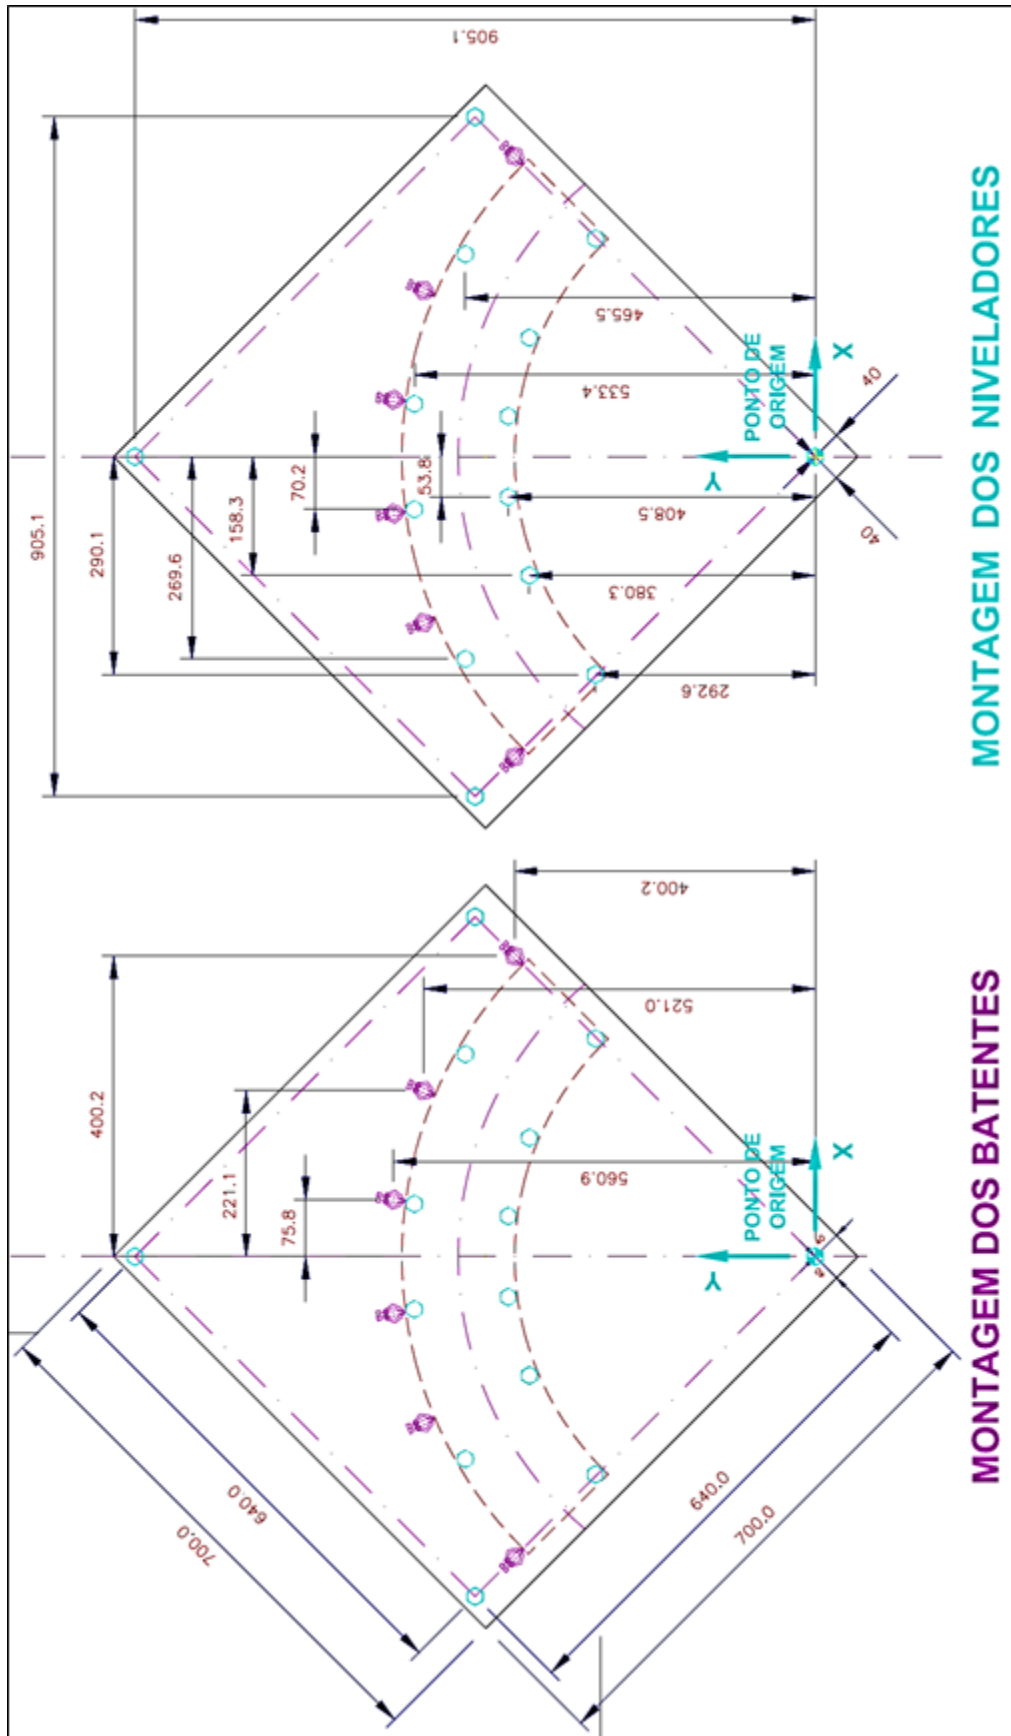 905.1
905.1
290.1
269.6
158.3
70.2
53.8
465.5
533.4
408.5
380.3
292.6
PONTO DE
ORIGEM
X
Y
40
40
MONTAGEM DOS NIVELADORES
400.2
400.2
221.1
75.8
521.0
560.9
PONTO DE
ORIGEM
X
Y
640.0
700.0
640.0
700.0
MONTAGEM DOS BATENTES